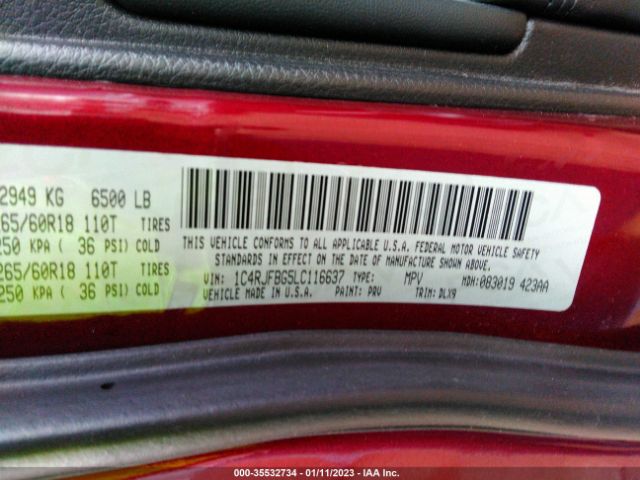 2949 KG 6500 LB
265/60R18 110T TIRES
250 KPA ( 36 PSI) COLD
265/60R18 110T TIRES
250 KPA ( 36 PSI) COLD
THIS VEHICLE CONFORMS TO ALL APPLICABLE U.S.A. FEDERAL MOTOR VEHICLE SAFETY
STANDARDS IN EFFECT ON THE DATE OF MANUFACTURE SHOWN ABOVE.
VIN: 1C4RJFBG5LC116637 TYPE: MPV MDH:083019 423AA
VEHICLE MADE IN U.S.A. PAINT: PRV TRIM: DLX9
000-35532734 - 01/11/2023 - IAA Inc.